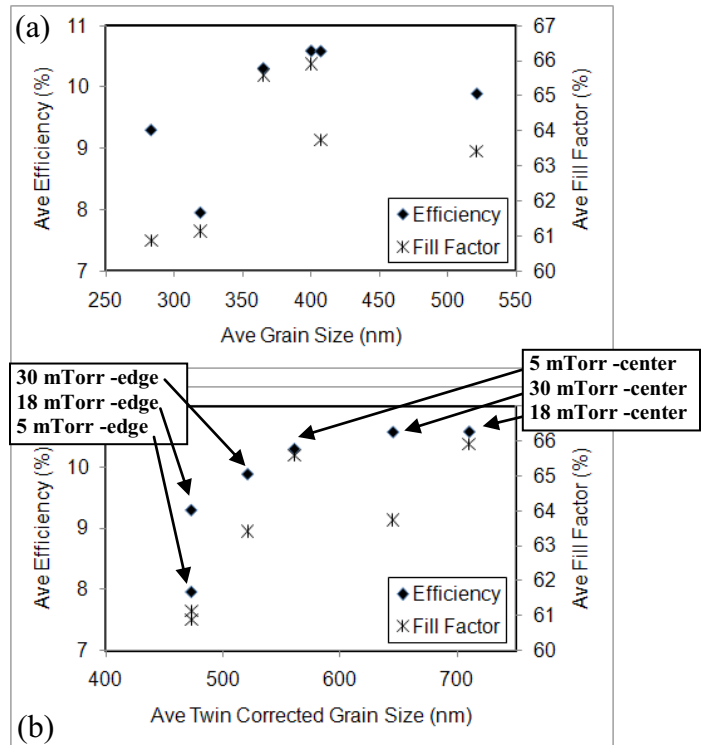 (a)
11
10
9
8
7
Ave Efficiency (%)
67
66
65
64
63
62
61
60
Ave Fill Factor (%)
Efficiency
Fill Factor
250 300 350 400 450 500 550
Ave Grain Size (nm)
30 mTorr -edge
18 mTorr -edge
5 mTorr -edge
5 mTorr -center
30 mTorr -center
18 mTorr -center
10
9
8
7
Ave Efficiency (%)
66
65
64
63
62
61
60
Ave Fill Factor (%)
Efficiency
Fill Factor
400 500 600 700
Ave Twin Corrected Grain Size (nm)
(b)